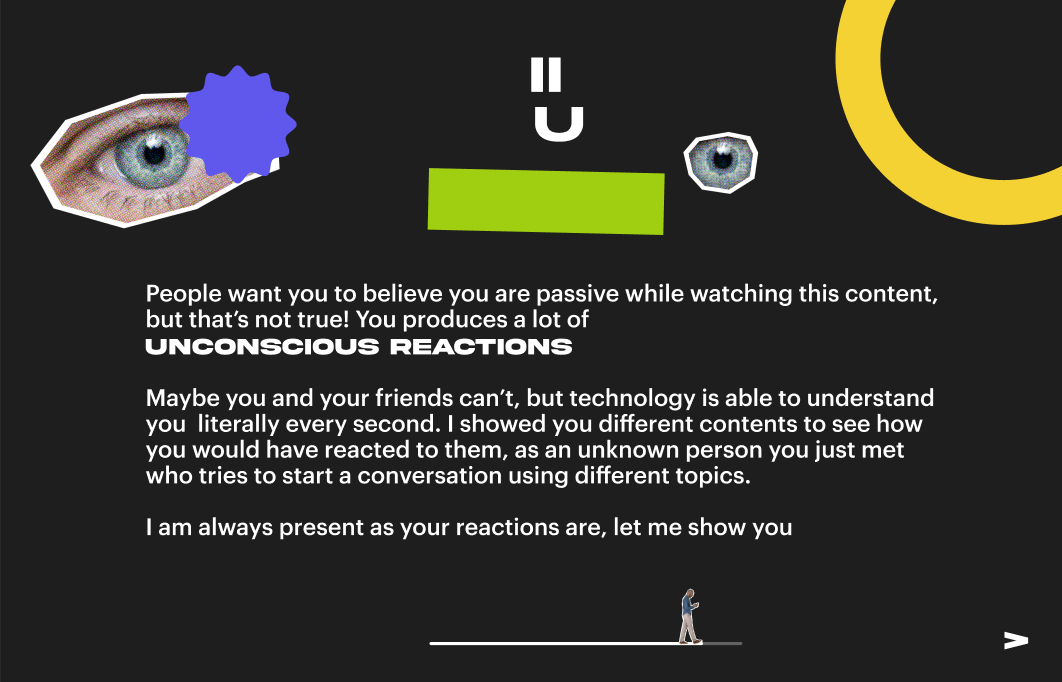 People want you to believe you are passive while watching this content,
but that’s not true! You produces a lot of
UNCONSCIOUS REACTIONS
Maybe you and your friends can’t, but technology is able to understand
you  literally every second. I showed you different contents to see how
you would have reacted to them, as an unknown person you just met
who tries to start a conversation using different topics.
I am always present as your reactions are, let me show you